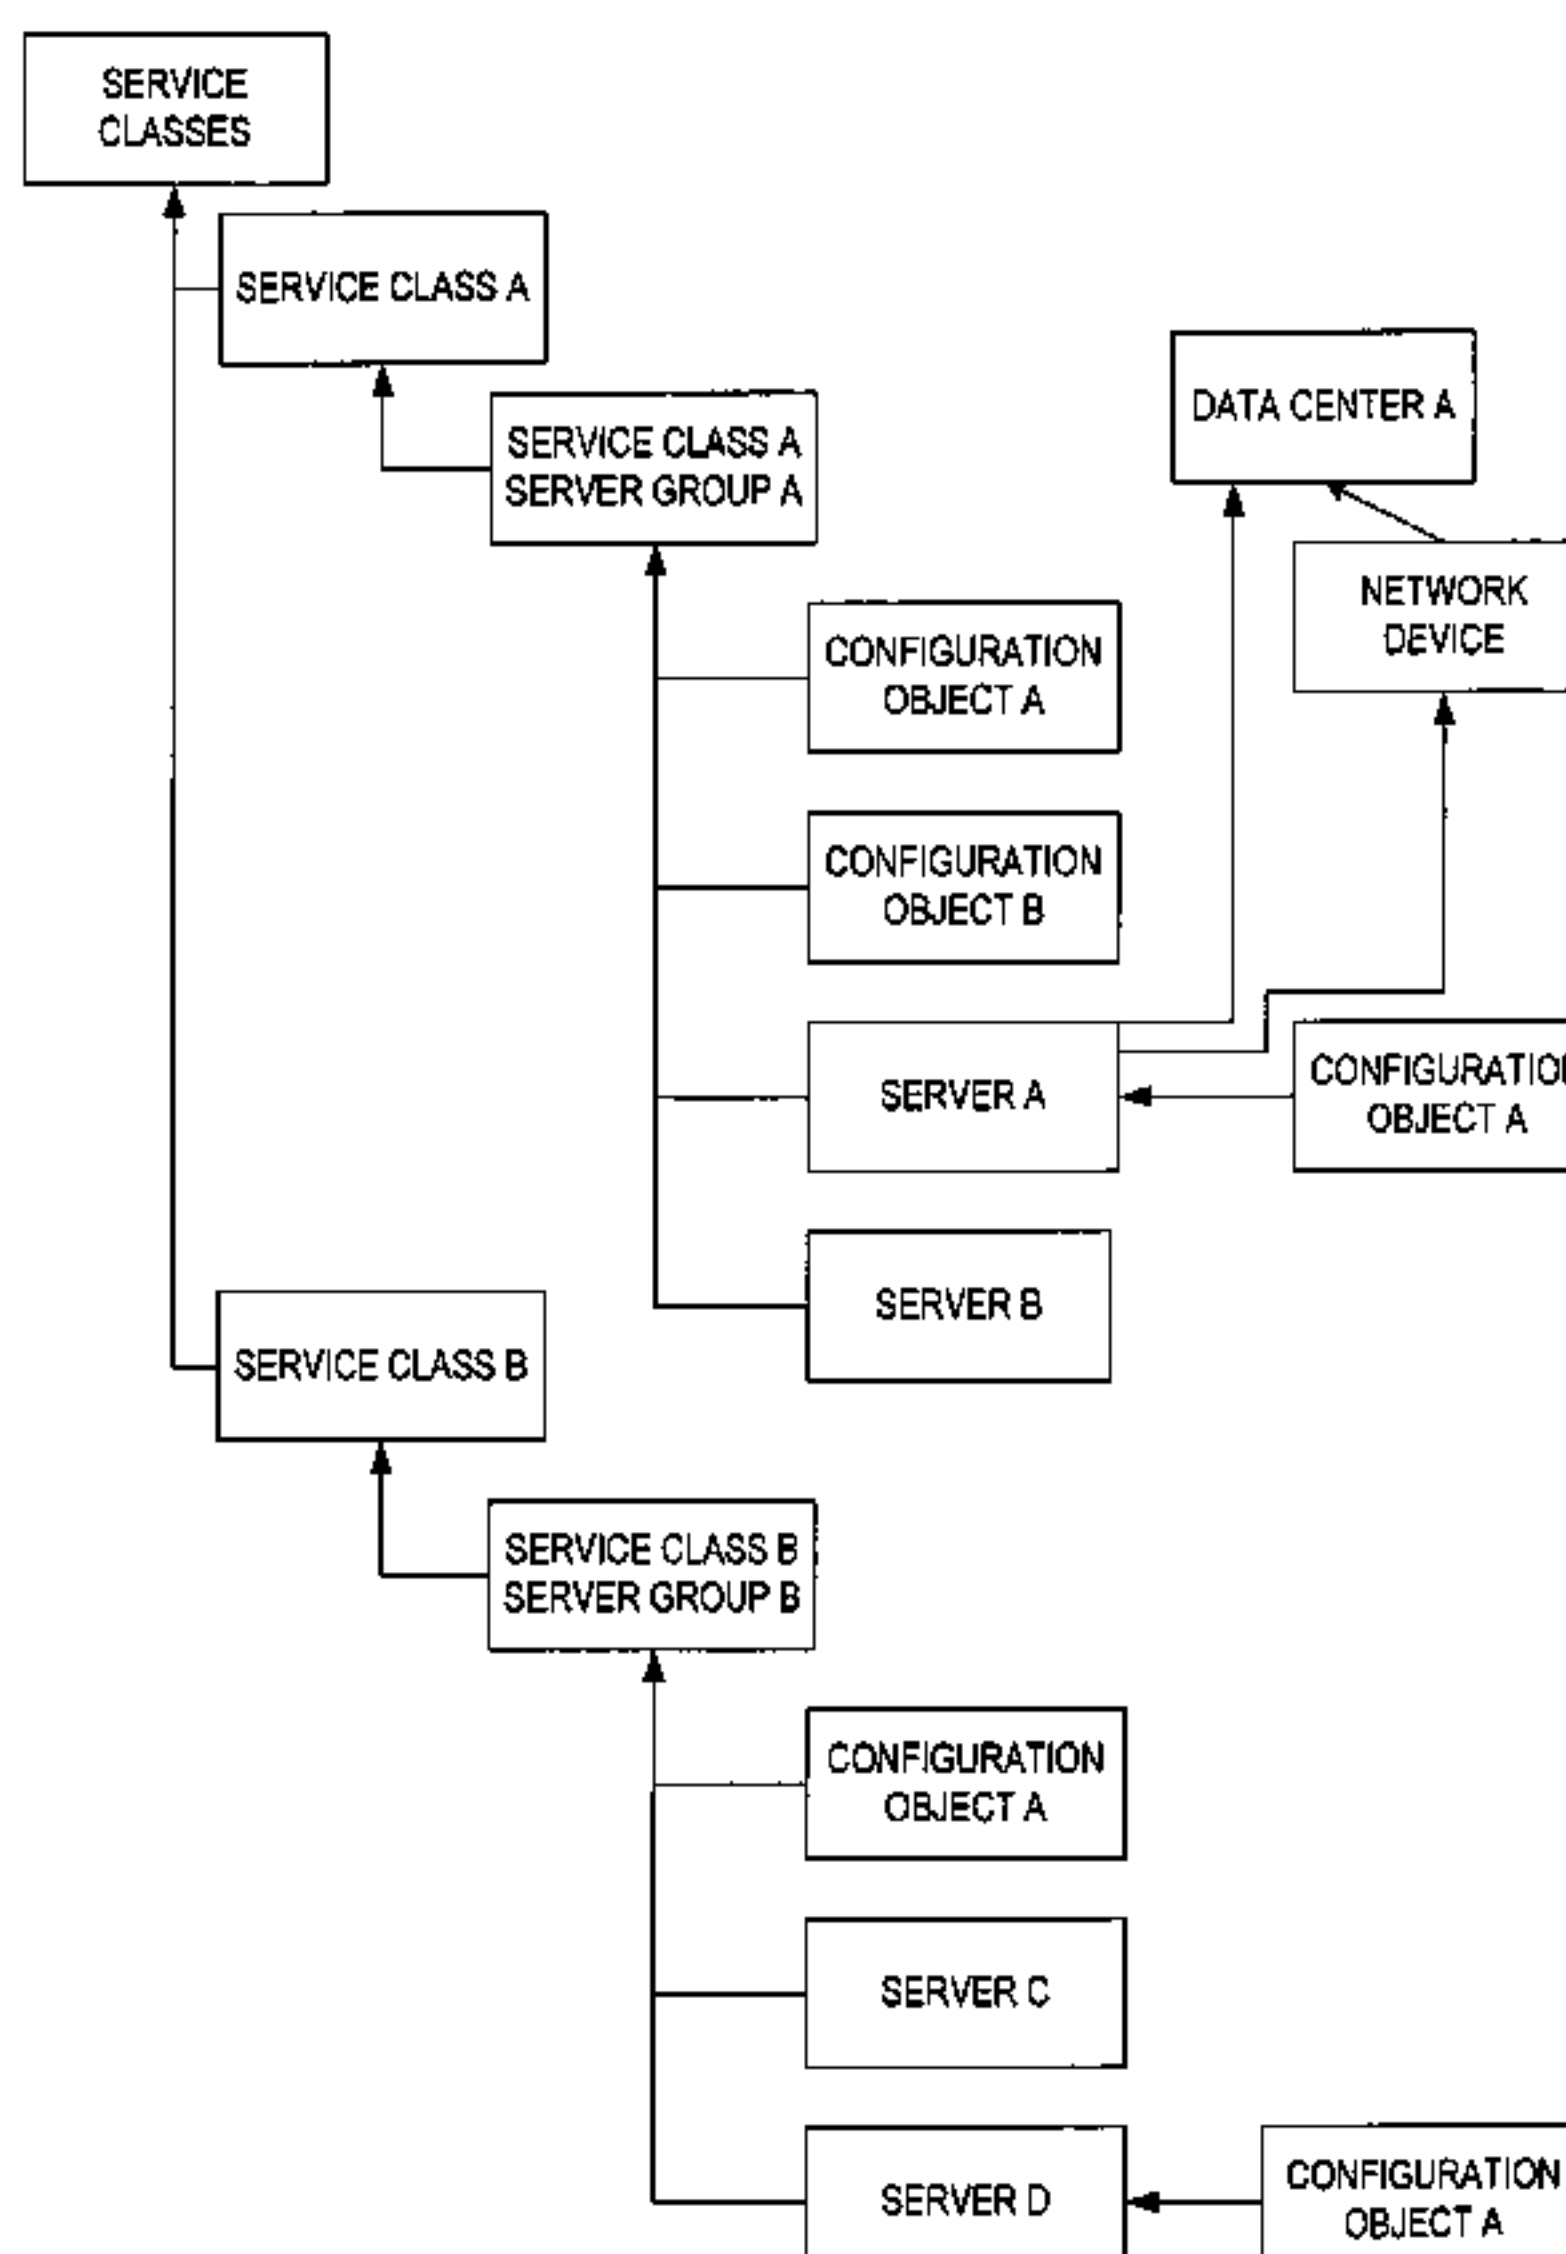 SERVICE
CLASSES
SERVICE CLASS A
SERVICE CLASS A
SERVER GROUP A
DATA CENTER A
NETWORK
DEVICE
CONFIGURATION
OBJECT A
CONFIGURATION
OBJECT B
SERVER A
CONFIGURATION
OBJECT A
SERVER B
SERVICE CLASS B
SERVICE CLASS B
SERVER GROUP B
CONFIGURATION
OBJECT A
SERVER C
SERVER D
CONFIGURATION
OBJECT A